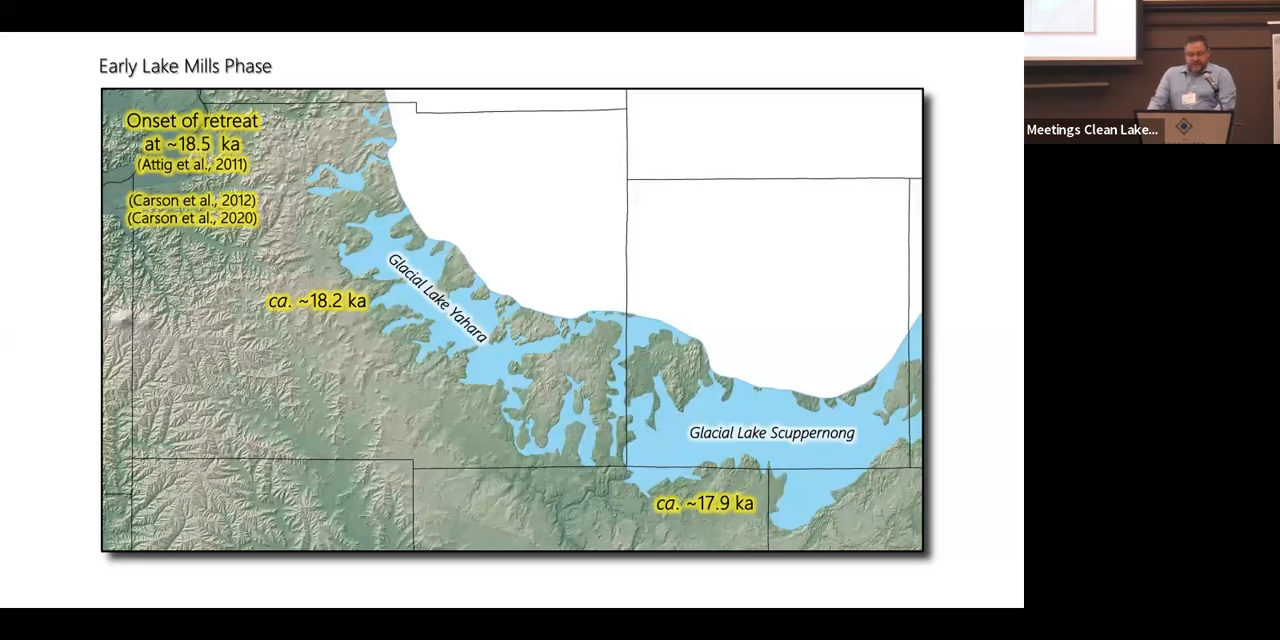 Early Lake Mills Phase
Onset of retreat
at ~18.5 ka
(Attig et al., 2011)
(Carson et al., 2012)
(Carson et al., 2020)
Glacial Lake Yahara
ca. ~18.2 ka
Glacial Lake Scuppernong
ca. ~17.9 ka
Meetings Clean Lake...